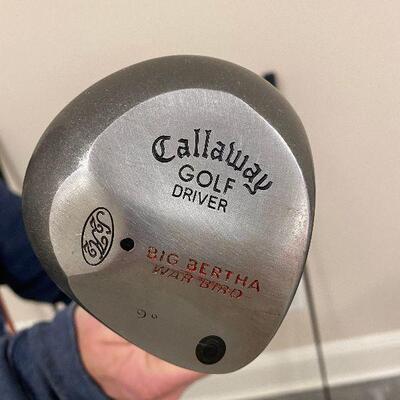 Callaway
GOLF
DRIVER
BIG BERTHA
WAR BIRD
9°